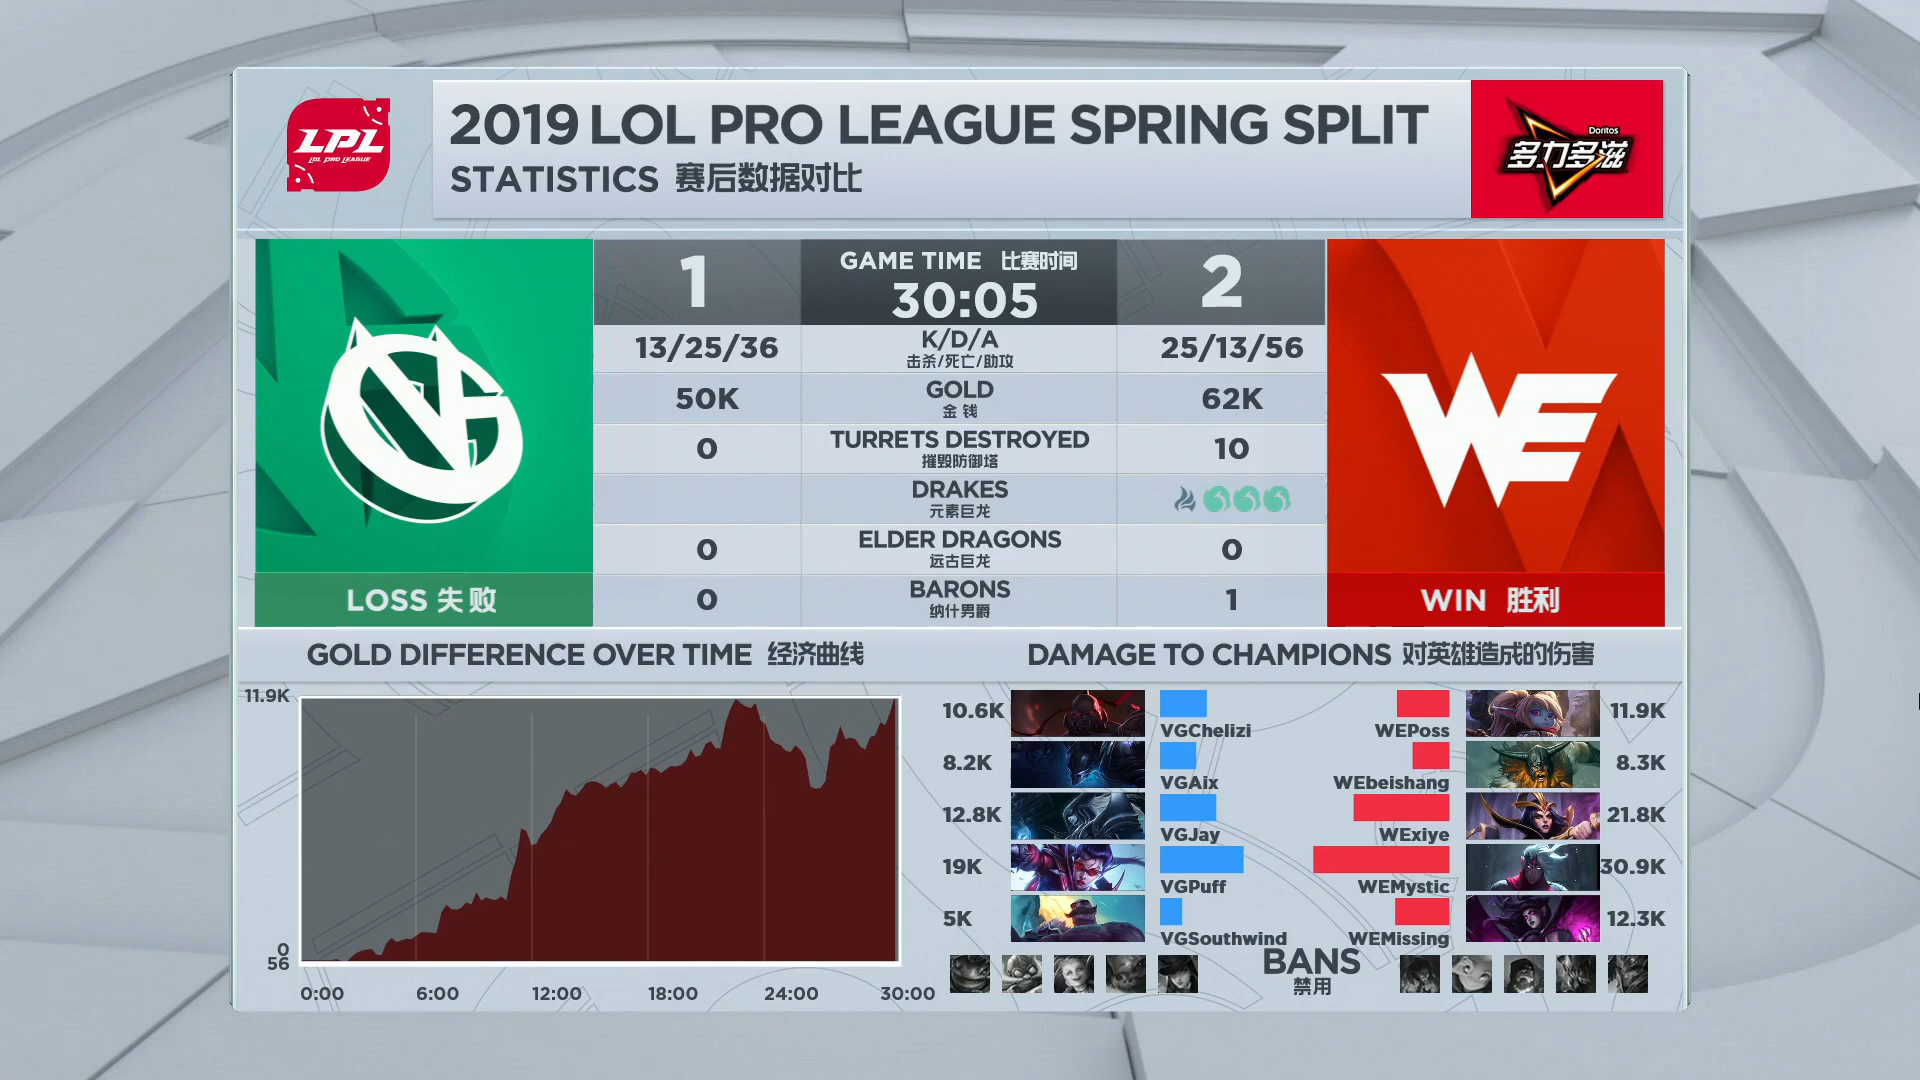 LPL
LOL PRO LEAGUE
2019 LOL PRO LEAGUE SPRING SPLIT
STATISTICS 赛后数据对比
Doritos
多力多滋
1
GAME TIME 比赛时间
30:05
2
13/25/36
K/D/A
击杀/死亡/助攻
25/13/56
50K
GOLD
金 钱
62K
0
TURRETS DESTROYED
摧毁防御塔
10
DRAKES
元素巨龙
0
ELDER DRAGONS
远古巨龙
0
0
BARONS
纳什男爵
1
VG
LOSS 失败
WE
WIN 胜利
GOLD DIFFERENCE OVER TIME 经济曲线
11.9K
0
56
0:00 6:00 12:00 18:00 24:00 30:00
DAMAGE TO CHAMPIONS 对英雄造成的伤害
10.6K VGChelizi WEPoss 11.9K
8.2K VGAix WEbeishang 8.3K
12.8K VGJay WExiye 21.8K
19K VGPuff WEMystic 30.9K
5K VGSouthwind WEMissing 12.3K
BANS
禁用